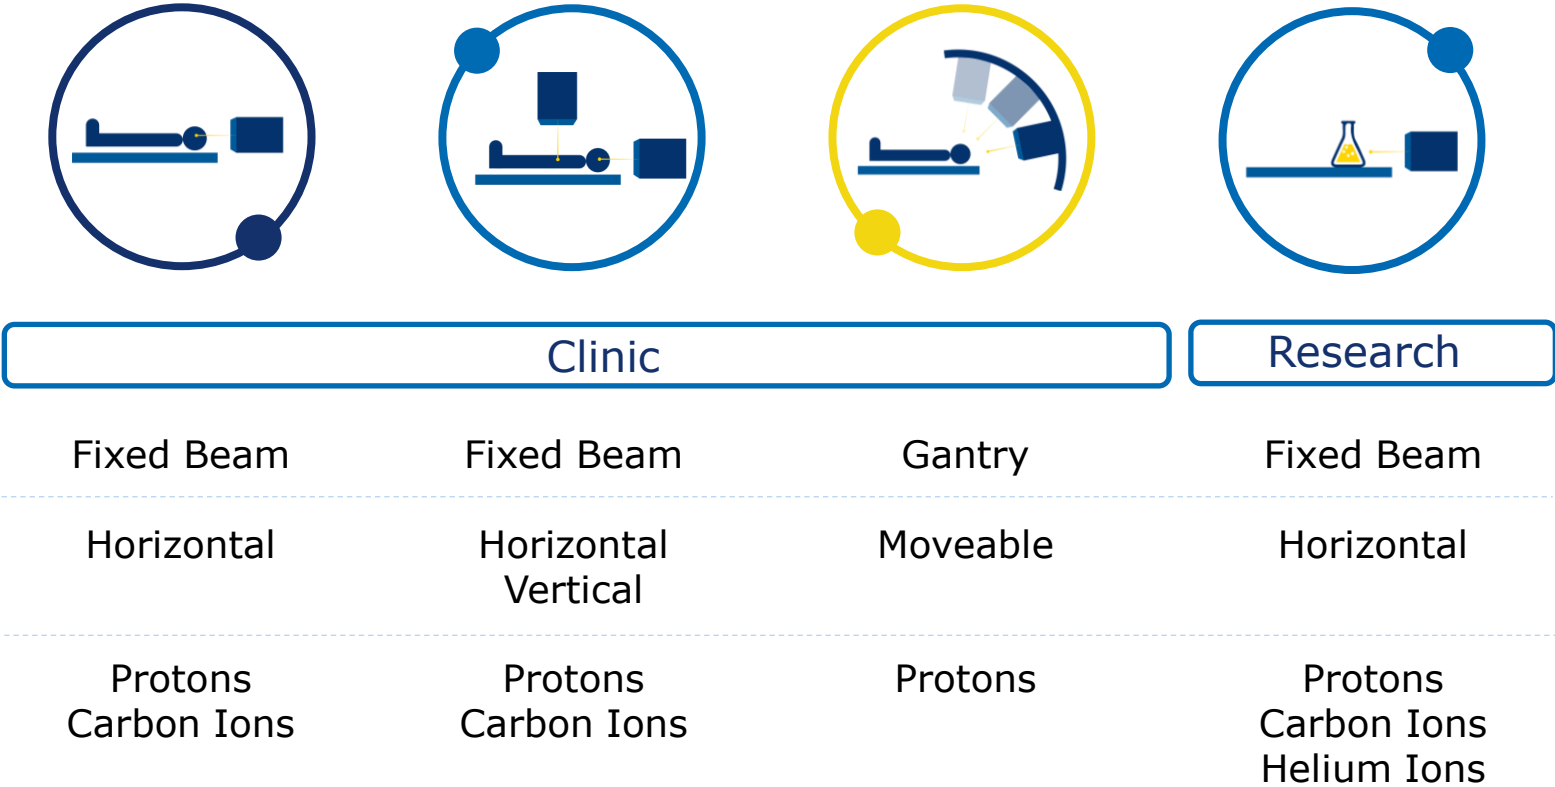 Clinic
Research
Fixed Beam
Fixed Beam
Gantry
Fixed Beam
Horizontal
Horizontal
Vertical
Moveable
Horizontal
Protons
Carbon Ions
Protons
Carbon Ions
Protons
Protons
Carbon Ions
Helium Ions